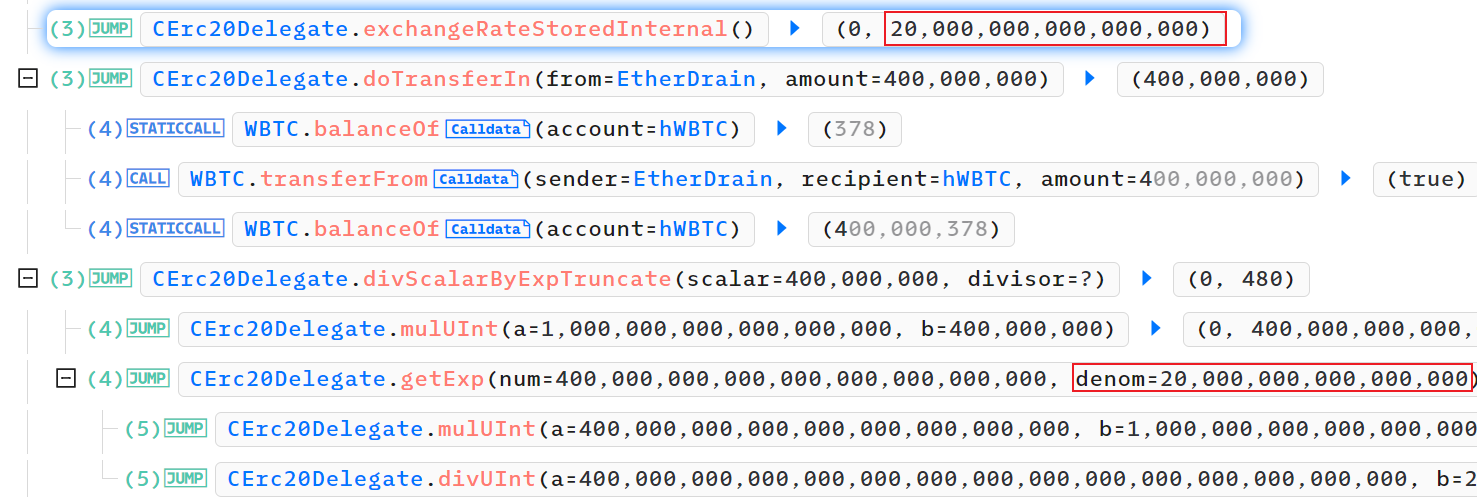 (3) JUMP CErc20Delegate.exchangeRateStoredInternal() (0, 20,000,000,000,000,000)
(3) JUMP CErc20Delegate.doTransferIn(from=EtherDrain, amount=400,000,000) (400,000,000)
(4) STATICCALL WBTC.balanceOf Calldata (account=hWBTC) (378)
(4) CALL WBTC.transferFrom Calldata (sender=EtherDrain, recipient=hWBTC, amount=400,000,000) (true)
(4) STATICCALL WBTC.balanceOf Calldata (account=hWBTC) (400,000,378)
(3) JUMP CErc20Delegate.divScalarByExpTruncate(scalar=400,000,000, divisor=?) (0, 480)
(4) JUMP CErc20Delegate.mulUInt(a=1,000,000,000,000,000,000, b=400,000,000) (0, 400,000,000,000,
(4) JUMP CErc20Delegate.getExp(num=400,000,000,000,000,000,000,000,000, denom=20,000,000,000,000,000)
(5) JUMP CErc20Delegate.mulUInt(a=400,000,000,000,000,000,000,000,000, b=1,000,000,000,000,000,000
(5) JUMP CErc20Delegate.divUInt(a=400,000,000,000,000,000,000,000,000,000,000,000,000,000,000, b=2